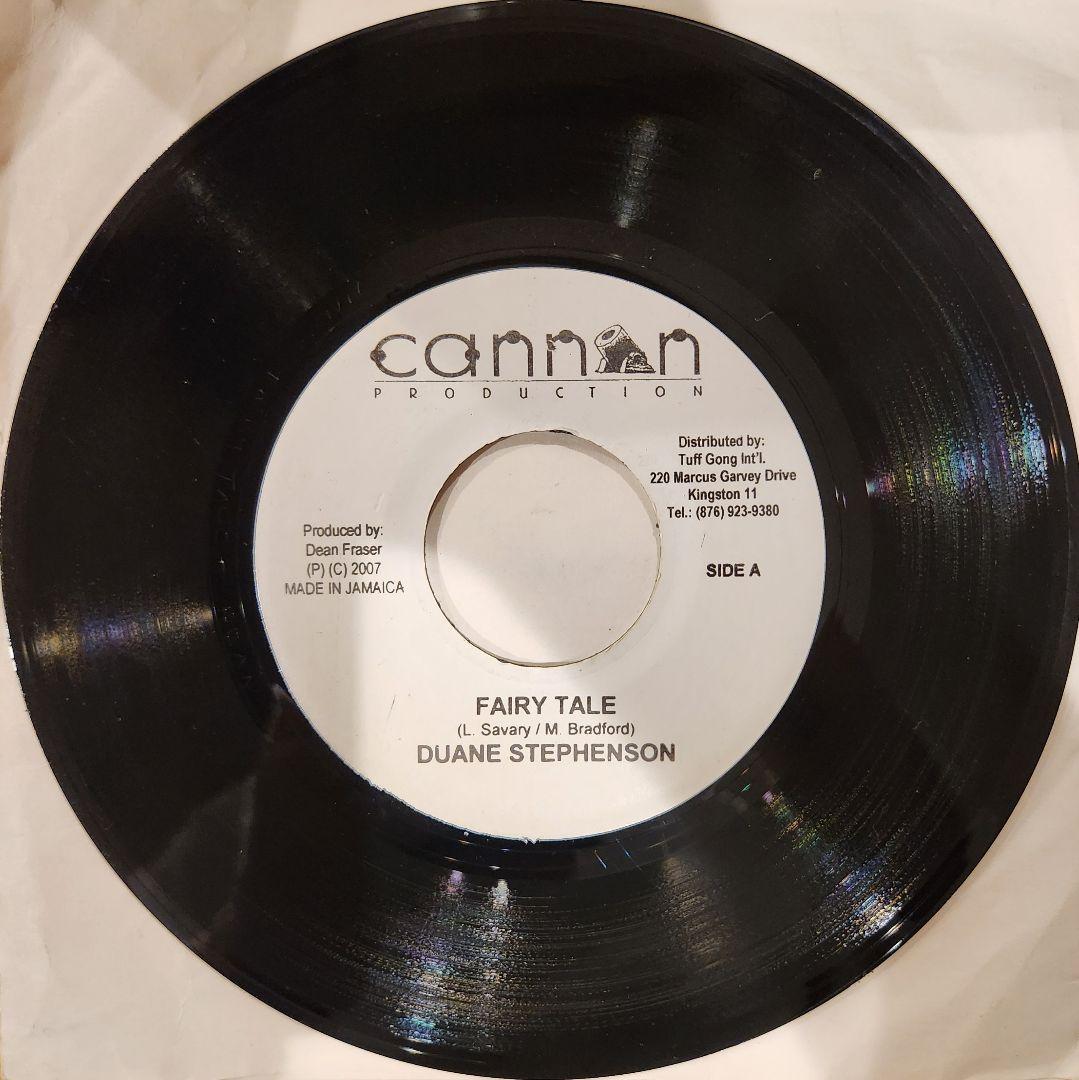 cannon
PRODUCTION
Distributed by:
Tuff Gong Int'l.
220 Marcus Garvey Drive
Kingston 11
Tel.: (876) 923-9380
Produced by:
Dean Fraser
(P) (C) 2007
MADE IN JAMAICA
SIDE A
FAIRY TALE
(L. Savary / M. Bradford)
DUANE STEPHENSON